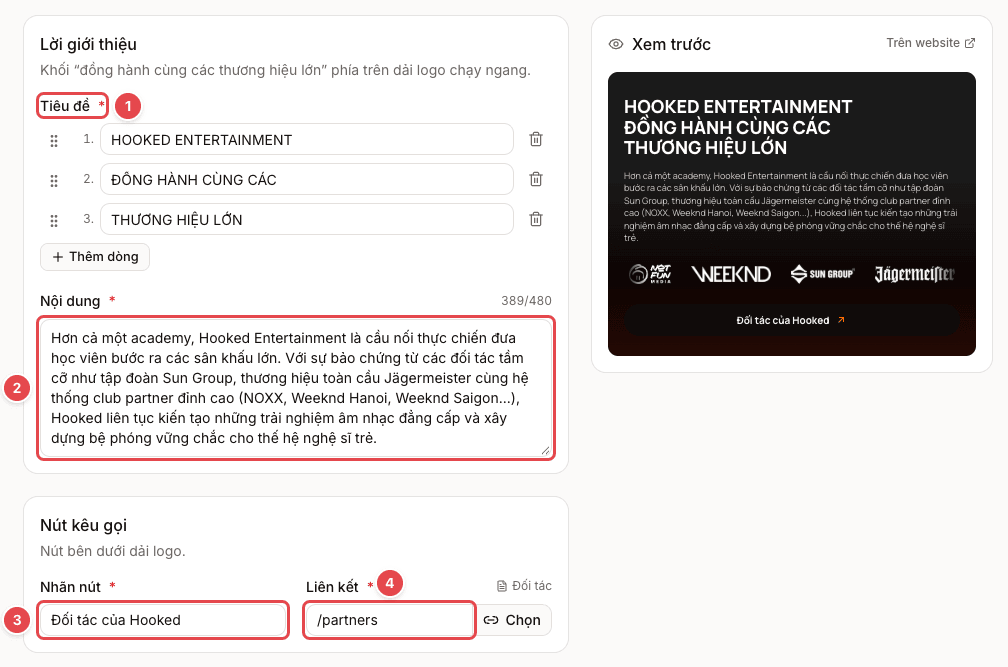 Lời giới thiệu
Khối “đồng hành cùng các thương hiệu lớn” phía trên dải logo chạy ngang.
Tiêu đề *
1
1. HOOKED ENTERTAINMENT
2. ĐỒNG HÀNH CÙNG CÁC
3. THƯƠNG HIỆU LỚN
+ Thêm dòng
Nội dung * 389/480
2
Hơn cả một academy, Hooked Entertainment là cầu nối thực chiến đưa
học viên bước ra các sân khấu lớn. Với sự bảo chứng từ các đối tác tầm
cỡ như tập đoàn Sun Group, thương hiệu toàn cầu Jägermeister cùng hệ
thống club partner đỉnh cao (NOXX, Weeknd Hanoi, Weeknd Saigon...),
Hooked liên tục kiến tạo những trải nghiệm âm nhạc đẳng cấp và xây
dựng bệ phóng vững chắc cho thế hệ nghệ sĩ trẻ.
Nút kêu gọi
Nút bên dưới dải logo.
Nhãn nút *
3
Đối tác của Hooked
Liên kết * 4 Đối tác
/partners Chọn
Xem trước Trên website
HOOKED ENTERTAINMENT
ĐỒNG HÀNH CÙNG CÁC
THƯƠNG HIỆU LỚN
Hơn cả một academy, Hooked Entertainment là cầu nối thực chiến đưa học viên
bước ra các sân khấu lớn. Với sự bảo chứng từ các đối tác tầm cỡ như tập đoàn
Sun Group, thương hiệu toàn cầu Jägermeister cùng hệ thống club partner đỉnh
cao (NOXX, Weeknd Hanoi, Weeknd Saigon...), Hooked liên tục kiến tạo những trải
nghiệm âm nhạc đẳng cấp và xây dựng bệ phóng vững chắc cho thế hệ nghệ sĩ
trẻ.
NOT FUN MEDIA WEEKND SUN GROUP Jägermeister
Đối tác của Hooked